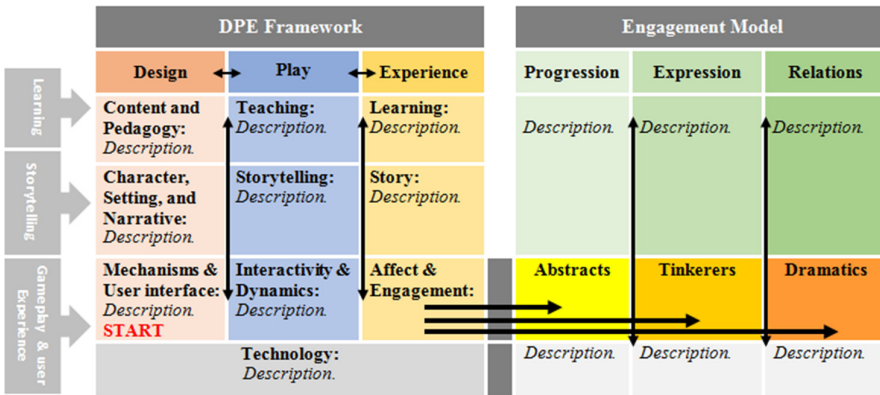 DPE Framework
Engagement Model
Design
Play
Experience
Progression
Expression
Relations
Learning
Content and
Pedagogy:
Description.
Teaching:
Description.
Learning:
Description.
Description.
Description.
Description.
Storytelling
Character,
Setting, and
Narrative:
Description.
Storytelling:
Description.
Story:
Description.
Gameplay & user
Experience
Mechanisms &
User interface:
Description.
START
Interactivity &
Dynamics:
Description.
Affect &
Engagement:
Abstracts
Tinkerers
Dramatics
Technology:
Description.
Description.
Description.
Description.